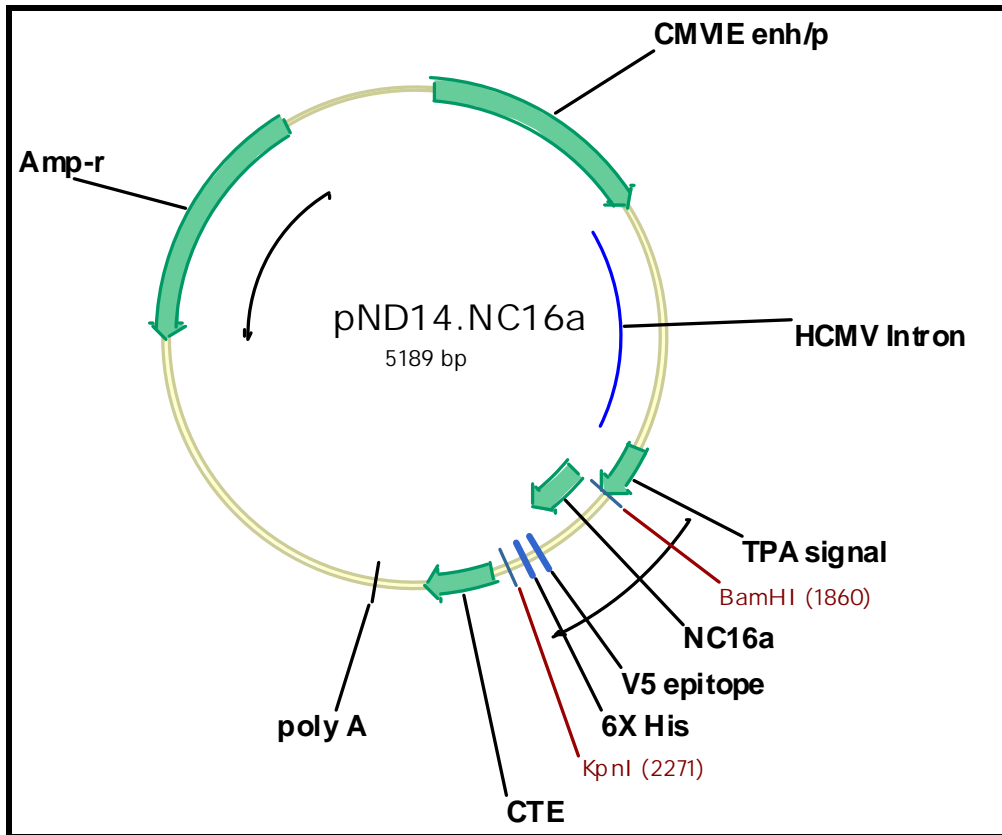 CMVIE enh/p
Amp-r
pND14.NC16a
5189 bp
HCMV Intron
TPA signal
BamHI (1860)
NC16a
V5 epitope
6X His
poly A
KpnI (2271)
CTE